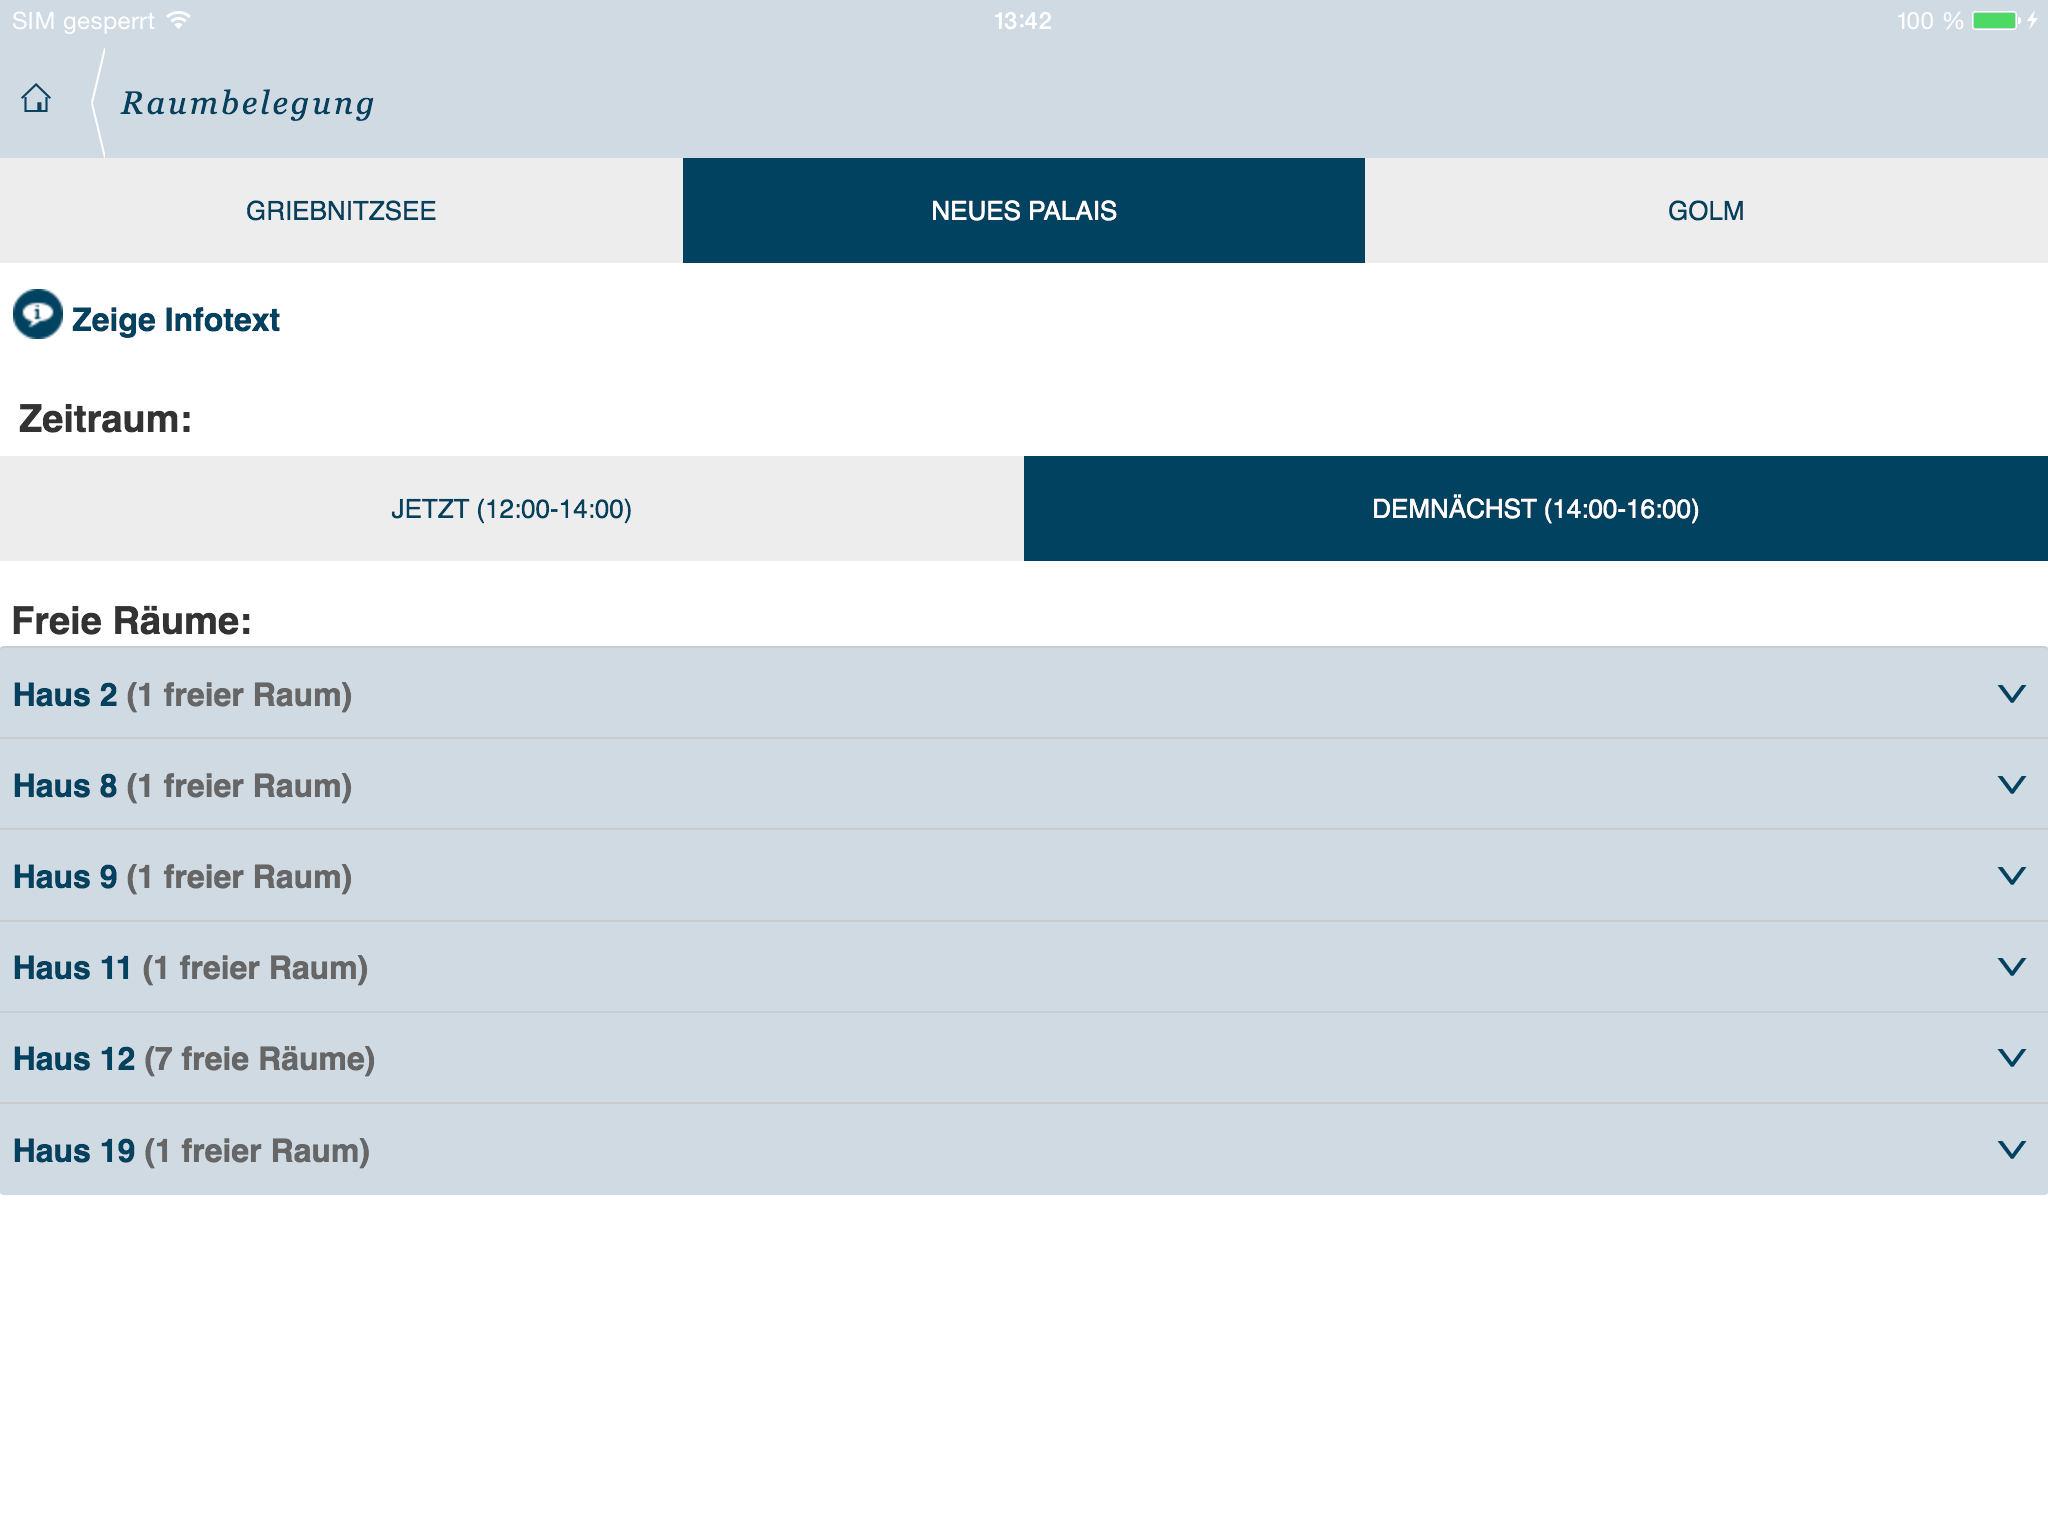 SIM gesperrt 13:42 100 %
Raumbelegung
GRIEBNITZSEE NEUES PALAIS GOLM
Zeige Infotext
Zeitraum:
JETZT (12:00-14:00) DEMNÄCHST (14:00-16:00)
Freie Räume:
Haus 2 (1 freier Raum)
Haus 8 (1 freier Raum)
Haus 9 (1 freier Raum)
Haus 11 (1 freier Raum)
Haus 12 (7 freie Räume)
Haus 19 (1 freier Raum)